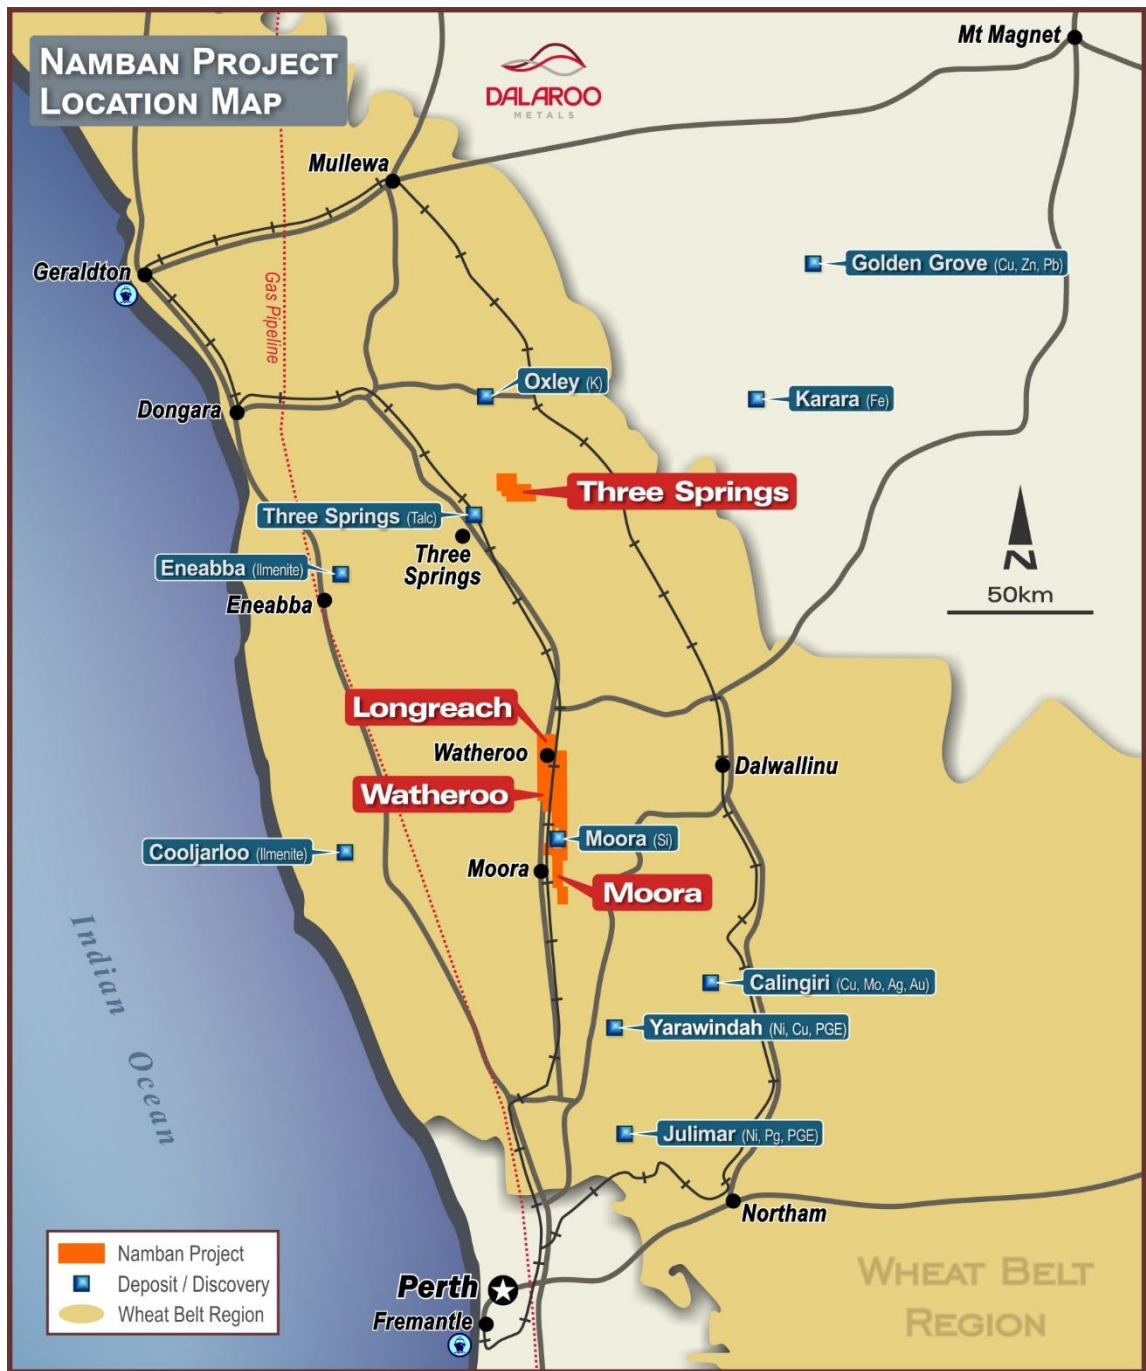 NAMBAN PROJECT
LOCATION MAP
DALAROO
METALS
Mt Magnet
Mullewa
Geraldton
Gas Pipeline
Golden Grove (Cu, Zn, Pb)
Oxley (K)
Karara (Fe)
Dongara
Three Springs
Three Springs (Talc)
Three
Springs
Eneabba (Ilmenite)
Eneabba
N
50km
Longreach
Watheroo
Dalwallinu
Watheroo
Cooljarloo (Ilmenite)
Moora (Si)
Moora
Moora
Indian Ocean
Calingiri (Cu, Mo, Ag, Au)
Yarawindah (Ni, Cu, PGE)
Julimar (Ni, Pg, PGE)
Northam
Namban Project
Deposit / Discovery
Wheat Belt Region
Perth
Fremantle
WHEAT BELT
REGION